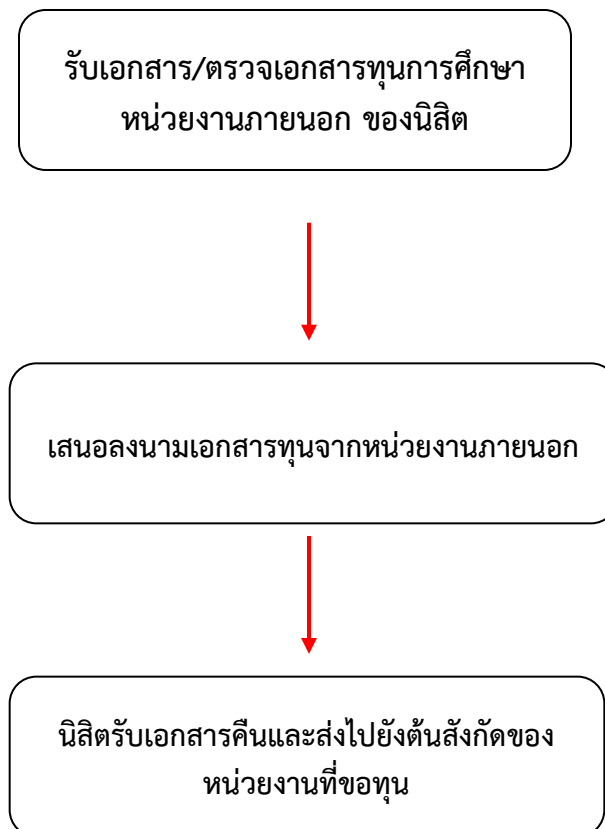 รับเอกสาร/ตรวจเอกสารทุนการศึกษา
หน่วยงานภายนอก ของนิสิต
เสนอลงนามเอกสารทุนจากหน่วยงานภายนอก
นิสิตรับเอกสารคืนและส่งไปยังต้นสังกัดของ
หน่วยงานที่ขอทุน